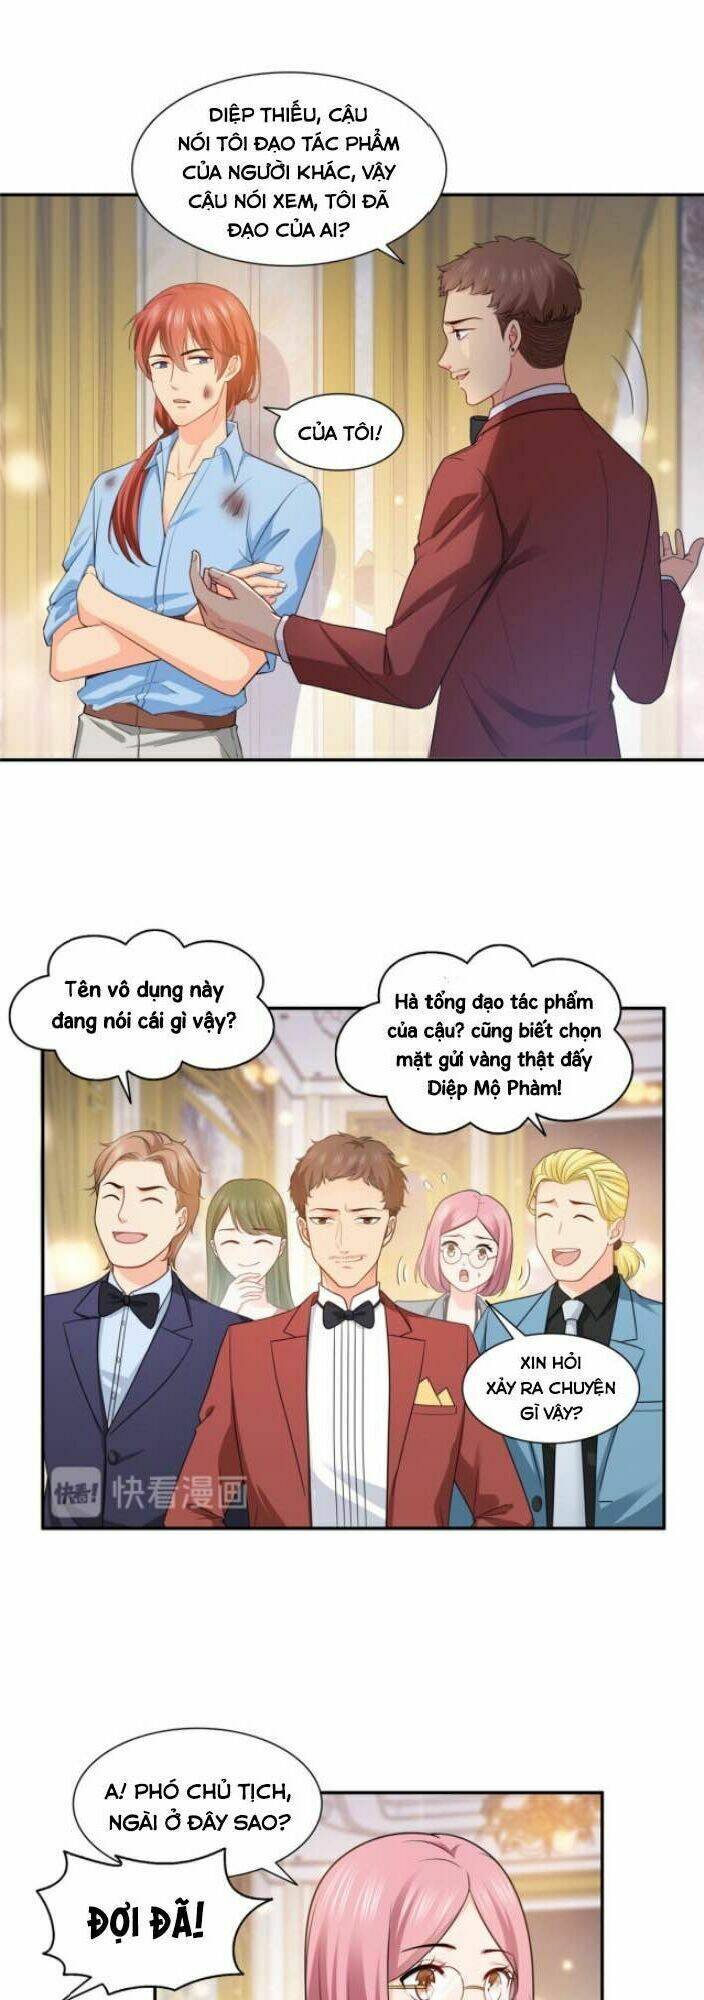 DIỆP THIẾU, CẬU
NÓI TÔI ĐẠO TÁC PHẨM
CỦA NGƯỜI KHÁC, VẬY
CẬU NÓI XEM, TÔI ĐÃ
ĐẠO CỦA AI?
CỦA TÔI!
Tên vô dụng này
đang nói cái gì vậy?
Hà tổng đạo tác phẩm
của cậu? cũng biết chọn
mặt gửi vàng thật đấy
Diệp Mộ Phàm!
XIN HỎI
XẢY RA CHUYỆN
GÌ VẬY?
快看! 快看漫画
A! PHÓ CHỦ TỊCH,
NGÀI Ở ĐÂY SAO?
ĐỢI ĐÃ!